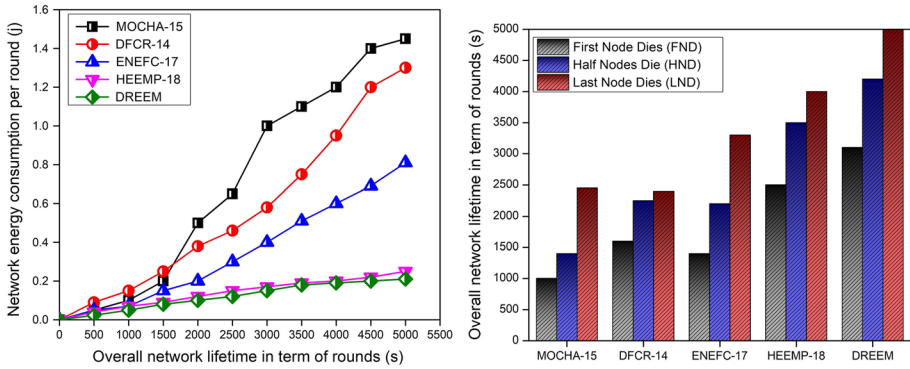 Network energy consumption per round (j)
1.6
1.4
1.2
1.0
0.8
0.6
0.4
0.2
0.0
MOCHA-15
DFCR-14
ENEFC-17
HEEMP-18
DREEM
0 500 1000 1500 2000 2500 3000 3500 4000 4500 5000 5500
Overall network lifetime in term of rounds (s)
Overall network lifetime in term of rounds (s)
5000
4500
4000
3500
3000
2500
2000
1500
1000
500
0
First Node Dies (FND)
Half Nodes Die (HND)
Last Node Dies (LND)
MOCHA-15 DFCR-14 ENEFC-17 HEEMP-18 DREEM